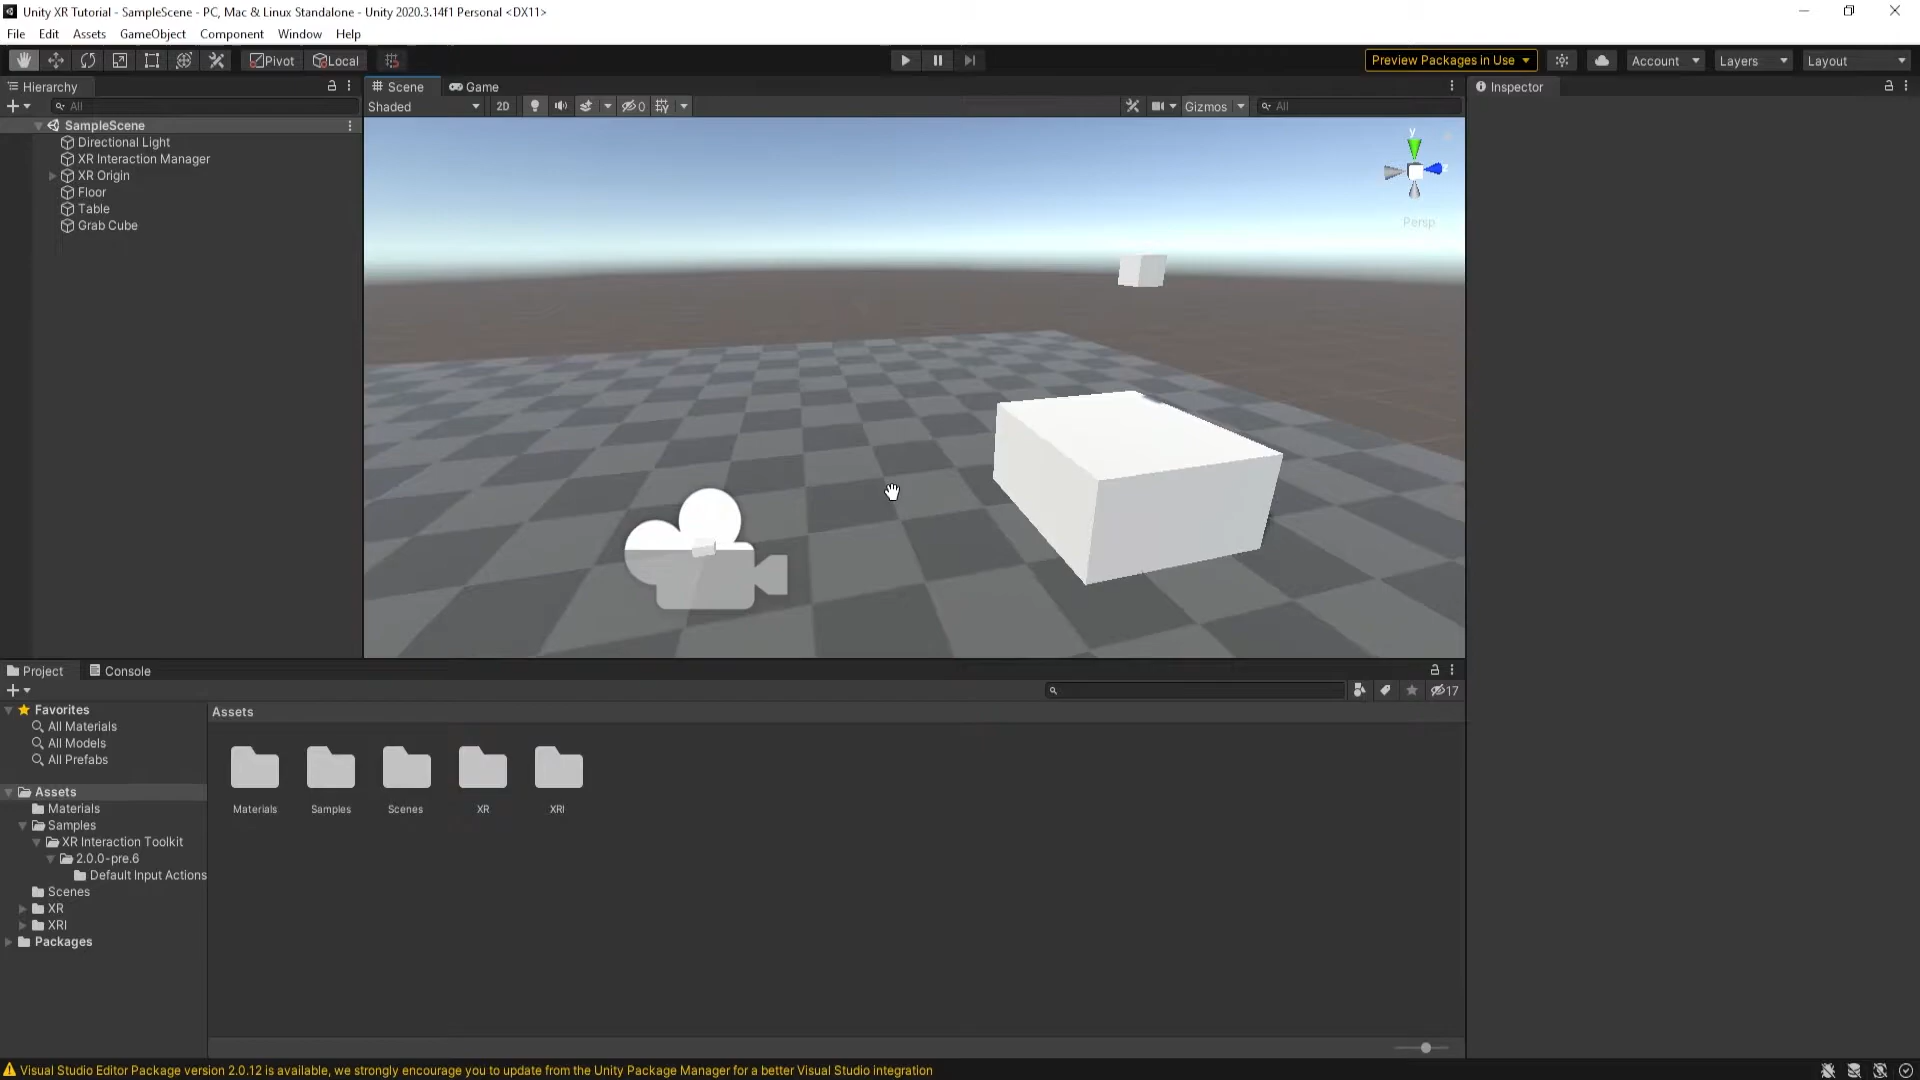 Unity XR Tutorial - SampleScene - PC, Mac & Linux Standalone - Unity 2020.3.14f1 Personal <DX11>
File Edit Assets GameObject Component Window Help
Pivot Local Preview Packages in Use Account Layers Layout
Hierarchy
All
SampleScene
Directional Light
XR Interaction Manager
XR Origin
Floor
Table
Grab Cube
Scene Game
Shaded 2D 0 Gizmos All
y
z
Persp
Inspector
Project Console
17
Favorites
All Materials
All Models
All Prefabs
Assets
Materials
Samples
XR Interaction Toolkit
2.0.0-pre.6
Default Input Actions
Scenes
XR
XRI
Packages
Assets
Materials Samples Scenes XR XRI
Visual Studio Editor Package version 2.0.12 is available, we strongly encourage you to update from the Unity Package Manager for a better Visual Studio integration